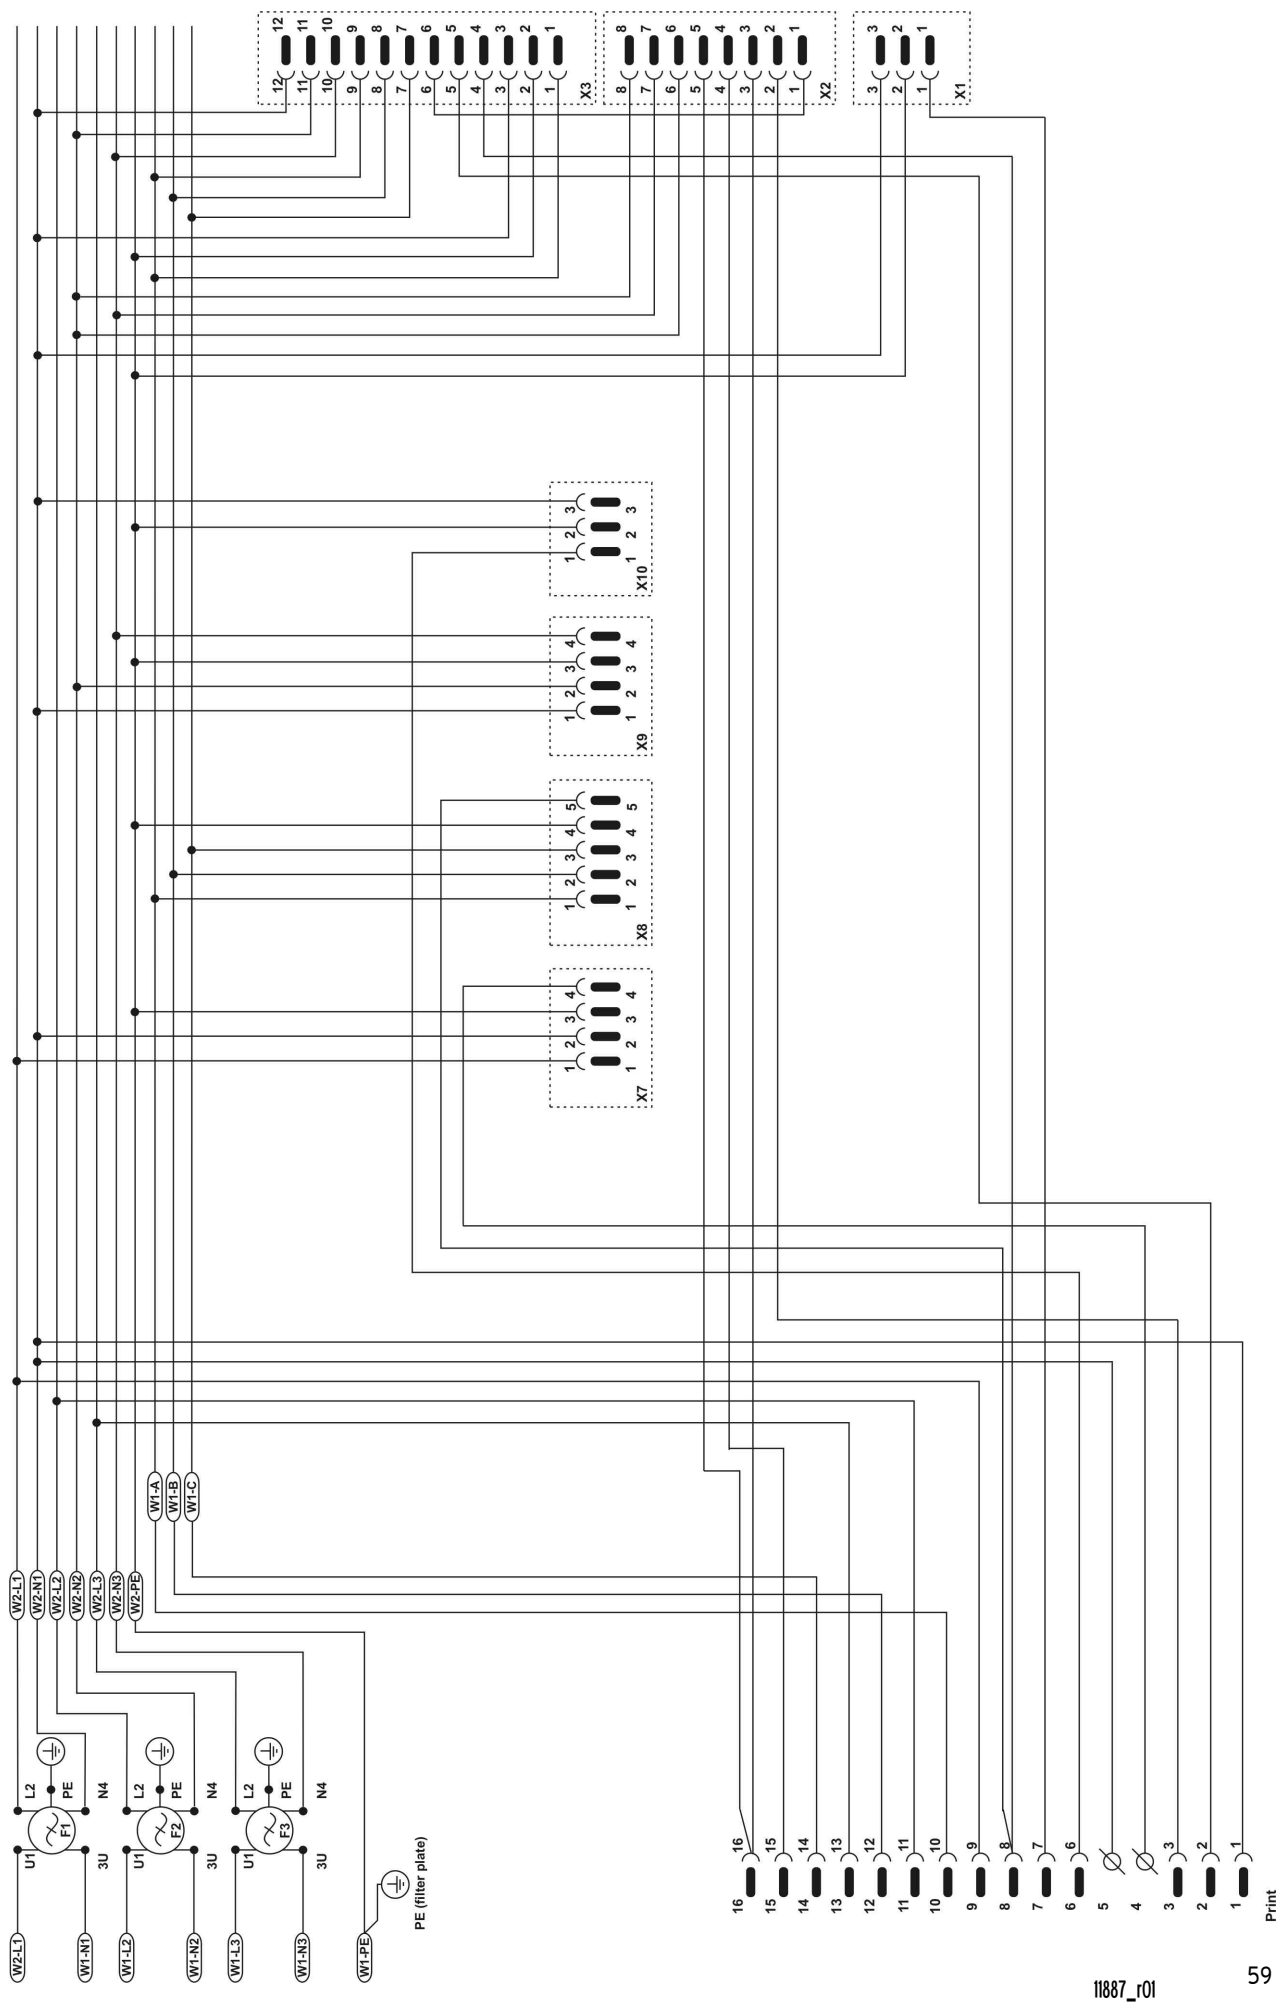 12 11 10 9 8 7 6 5 4 3 2 1
12 11 10 9 8 7 6 5 4 3 2 1
X3
8 7 6 5 4 3 2 1
8 7 6 5 4 3 2 1
X2
3 2 1
3 2 1
X1
3 2 1
3 2 1
X10
4 3 2 1
4 3 2 1
X9
5 4 3 2 1
5 4 3 2 1
X8
4 3 2 1
4 3 2 1
X7
W1-A
W1-B
W1-C
W2-L1
W2-N1
W2-L2
W2-N2
W2-L3
W2-N3
W2-PE
L2
PE
N4
F1
U1
3U
L2
PE
N4
F2
U1
3U
L2
PE
N4
F3
U1
3U
W2-L1
W1-N1
W1-L2
W1-N2
W1-L3
W1-N3
W1-PE
PE (filter plate)
16 15 14 13 12 11 10 9 8 7 6 3 2 1
16 15 14 13 12 11 10 9 8 7 6 5 4 3 2 1
Print
59
11887_r01